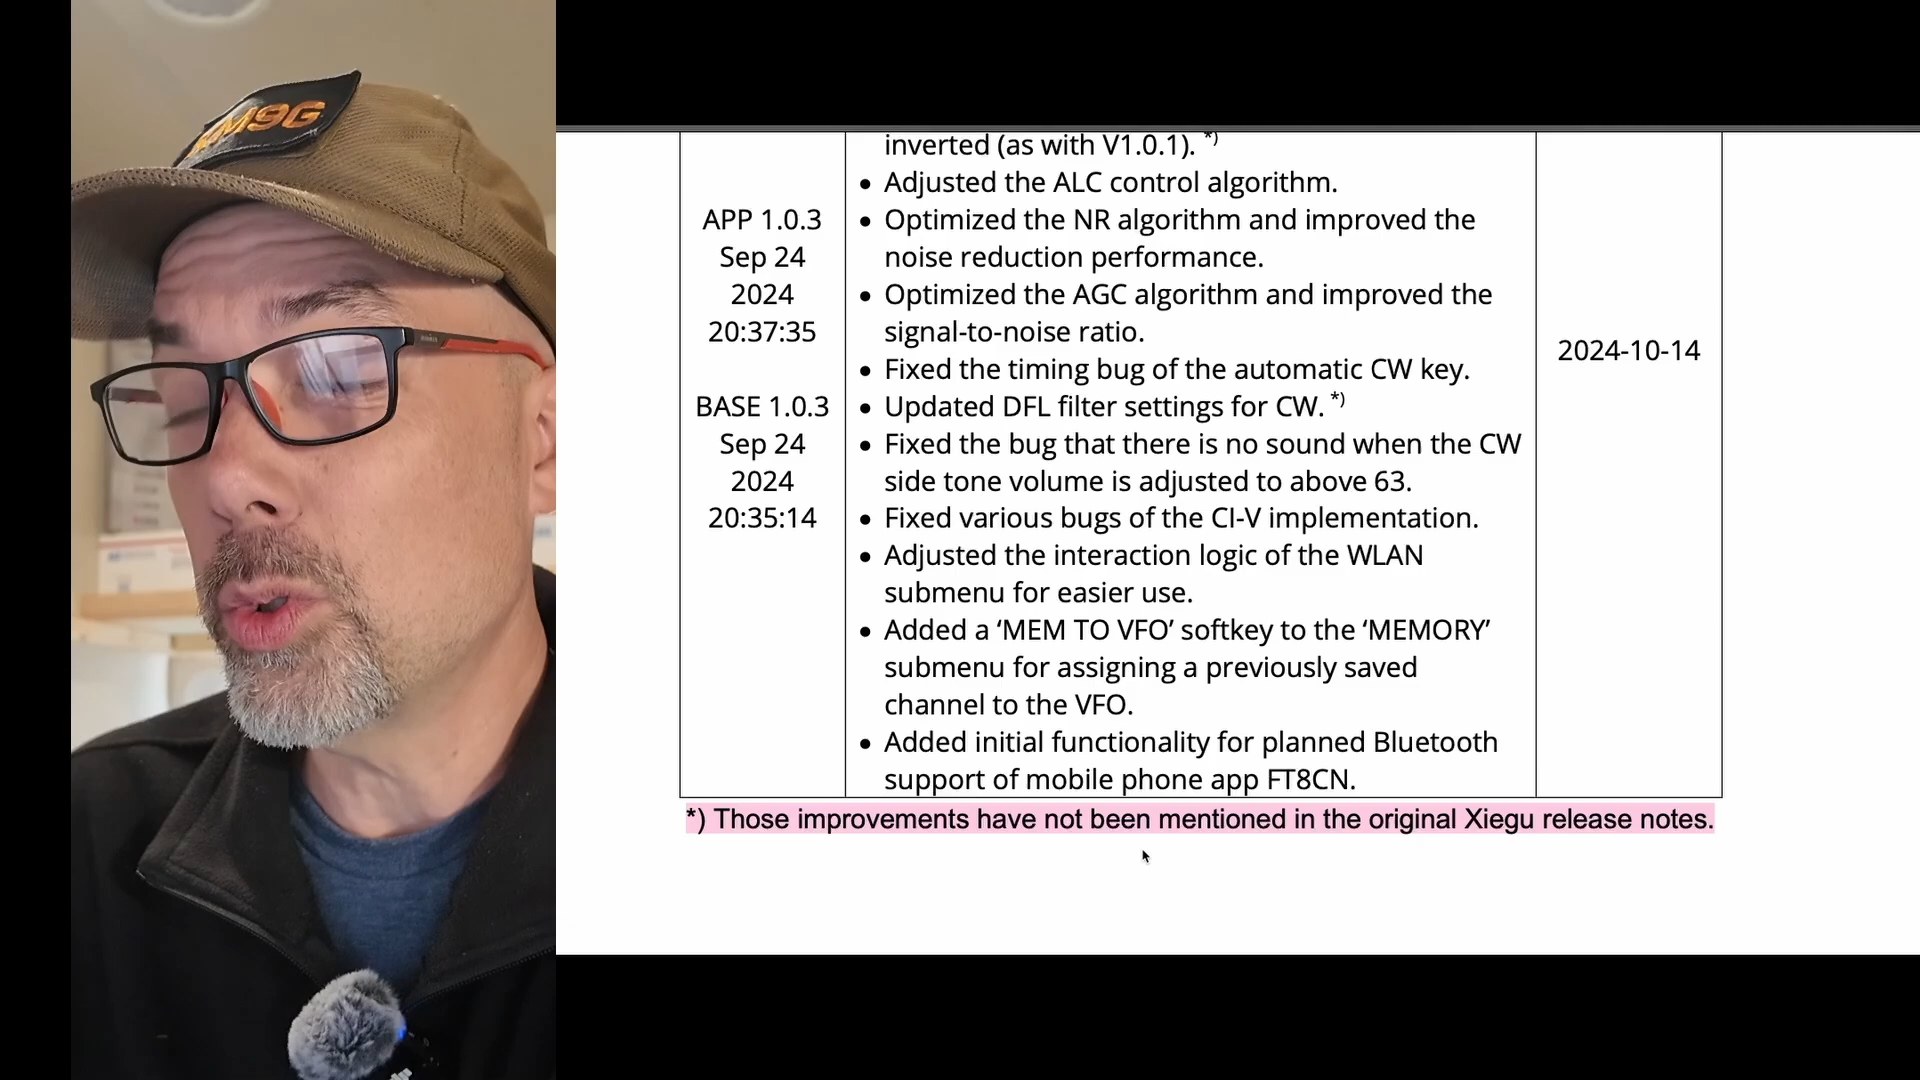 M9G
inverted (as with V1.0.1). *)
• Adjusted the ALC control algorithm.
APP 1.0.3
Sep 24
2024
20:37:35
• Optimized the NR algorithm and improved the
noise reduction performance.
• Optimized the AGC algorithm and improved the
signal-to-noise ratio.
• Fixed the timing bug of the automatic CW key.
BASE 1.0.3
Sep 24
2024
20:35:14
• Updated DFL filter settings for CW. *)
• Fixed the bug that there is no sound when the CW
side tone volume is adjusted to above 63.
• Fixed various bugs of the CI-V implementation.
• Adjusted the interaction logic of the WLAN
submenu for easier use.
• Added a ‘MEM TO VFO’ softkey to the ‘MEMORY’
submenu for assigning a previously saved
channel to the VFO.
• Added initial functionality for planned Bluetooth
support of mobile phone app FT8CN.
2024-10-14
*) Those improvements have not been mentioned in the original Xiegu release notes.